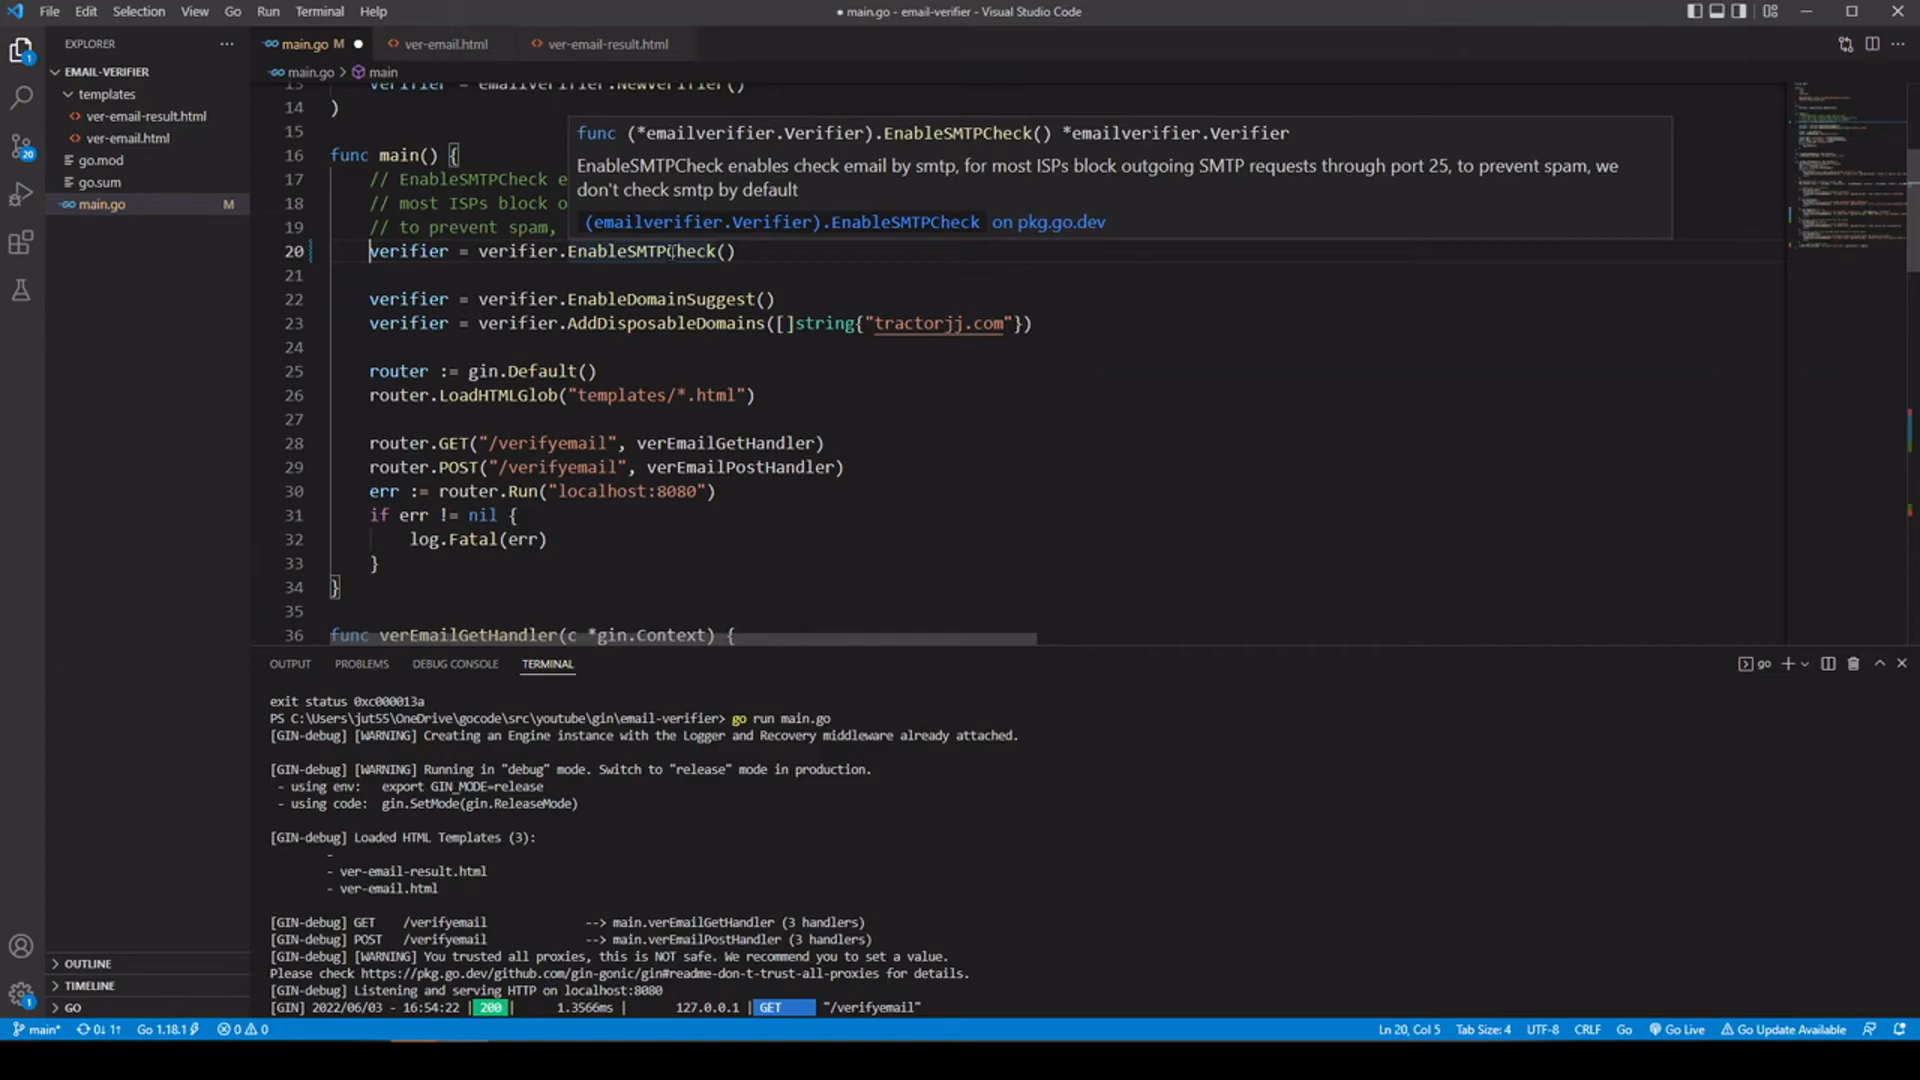 File Edit Selection View Go Run Terminal Help
● main.go - email-verifier - Visual Studio Code
EXPLORER
EMAIL-VERIFIER
templates
ver-email-result.html
ver-email.html
go.mod
go.sum
main.go M
OUTLINE
TIMELINE
GO
main.go M ver-email.html ver-email-result.html
main.go > main
13 verifier = emailverifier.NewVerifier()
14 )
15
16 func main() {
17 // EnableSMTPCheck e
18 // most ISPs block o
19 // to prevent spam,
20 verifier = verifier.EnableSMTPCheck()
21
22 verifier = verifier.EnableDomainSuggest()
23 verifier = verifier.AddDisposableDomains([]string{"tractorjj.com"})
24
25 router := gin.Default()
26 router.LoadHTMLGlob("templates/*.html")
27
28 router.GET("/verifyemail", verEmailGetHandler)
29 router.POST("/verifyemail", verEmailPostHandler)
30 err := router.Run("localhost:8080")
31 if err != nil {
32 log.Fatal(err)
33 }
34 }
35
36 func verEmailGetHandler(c *gin.Context) {
func (*emailverifier.Verifier).EnableSMTPCheck() *emailverifier.Verifier
EnableSMTPCheck enables check email by smtp, for most ISPs block outgoing SMTP requests through port 25, to prevent spam, we
don't check smtp by default
(emailverifier.Verifier).EnableSMTPCheck on pkg.go.dev
OUTPUT PROBLEMS DEBUG CONSOLE TERMINAL
go
exit status 0xc000013a
PS C:\Users\jut55\OneDrive\gocode\src\youtube\gin\email-verifier> go run main.go
[GIN-debug] [WARNING] Creating an Engine instance with the Logger and Recovery middleware already attached.
[GIN-debug] [WARNING] Running in "debug" mode. Switch to "release" mode in production.
- using env: export GIN_MODE=release
- using code: gin.SetMode(gin.ReleaseMode)
[GIN-debug] Loaded HTML Templates (3):
-
- ver-email-result.html
- ver-email.html
[GIN-debug] GET /verifyemail --> main.verEmailGetHandler (3 handlers)
[GIN-debug] POST /verifyemail --> main.verEmailPostHandler (3 handlers)
[GIN-debug] [WARNING] You trusted all proxies, this is NOT safe. We recommend you to set a value.
Please check https://pkg.go.dev/github.com/gin-gonic/gin#readme-don-t-trust-all-proxies for details.
[GIN-debug] Listening and serving HTTP on localhost:8080
[GIN] 2022/06/03 - 16:54:22 | 200 | 1.3566ms | 127.0.0.1 | GET "/verifyemail"
main* 0↓ 1↑ Go 1.18.1 0 0 Ln 20, Col 5 Tab Size: 4 UTF-8 CRLF Go Go Live Go Update Available